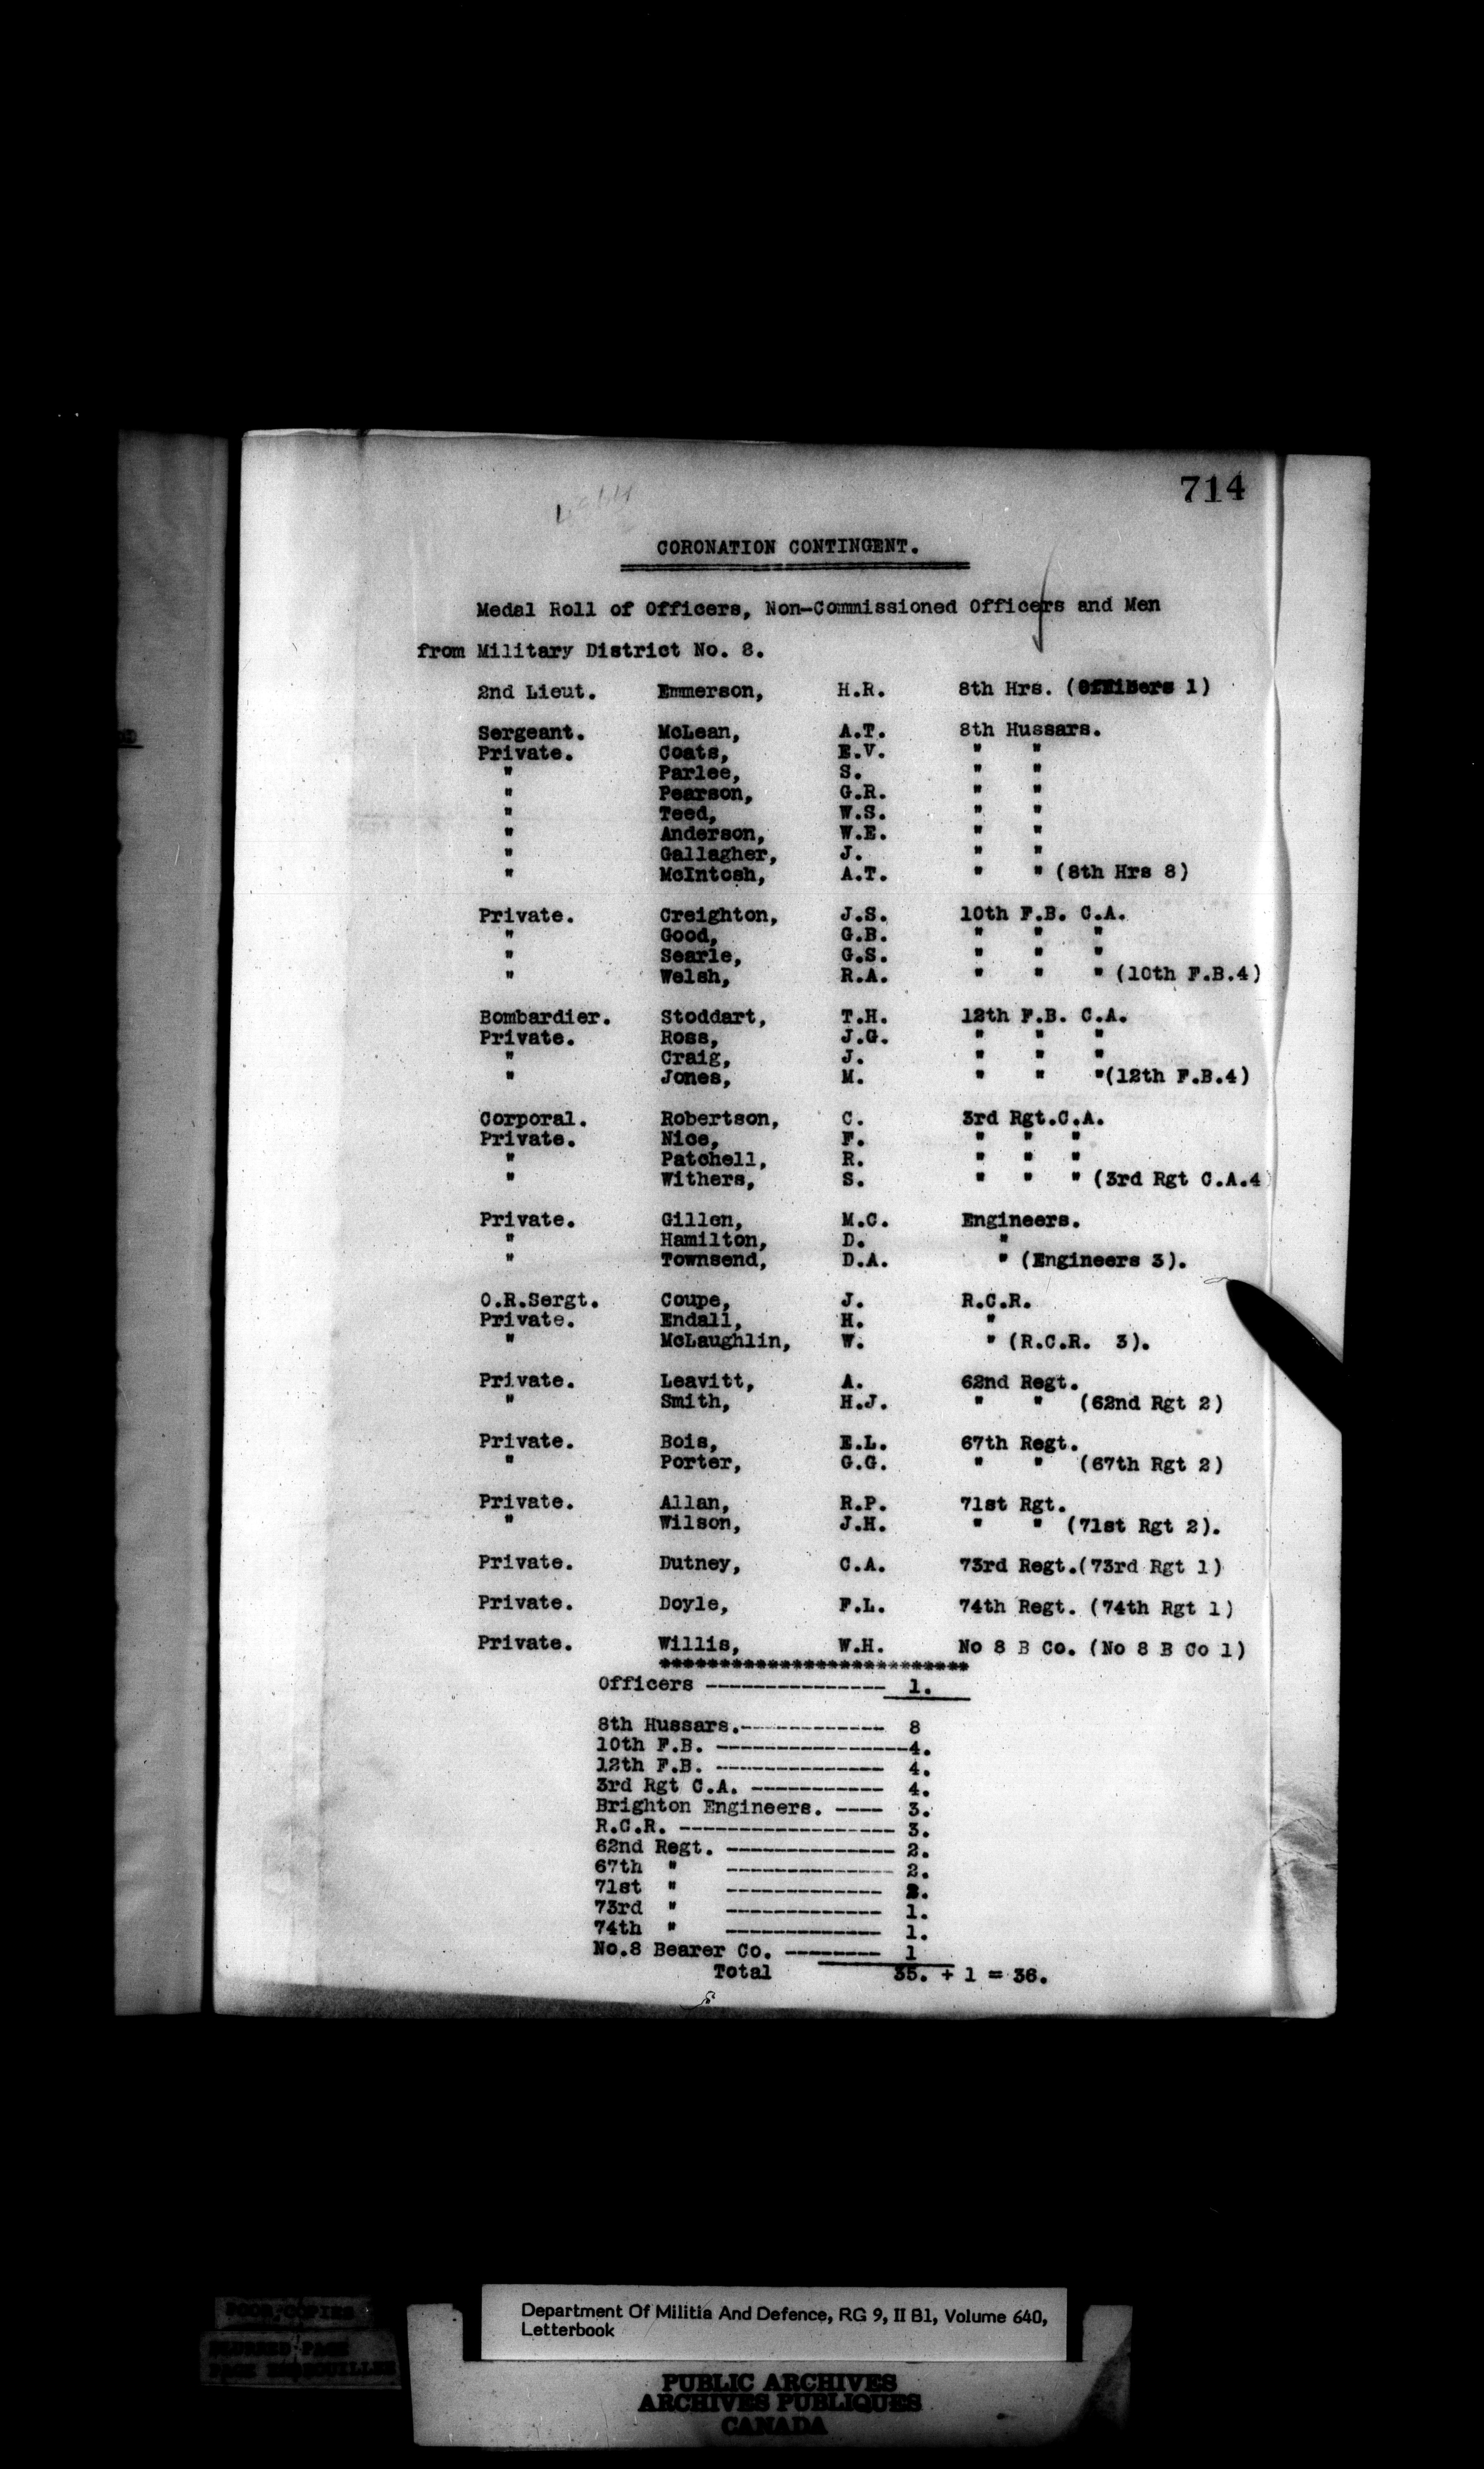 714
CORONATION CONTINGENT.
Medal Roll of Officers, Non-Commissioned Officers and Men
from Military District No. 8.
2nd Lieut. Emmerson, H.R. 8th Hrs. (Officers 1)
Sergeant. McLean, A.T. 8th Hussars.
Private. Coats, E.V. " "
" Parlee, S. " "
" Pearson, G.R. " "
" Teed, W.S. " "
" Anderson, W.E. " "
" Gallagher, J. " "
" McIntosh, A.T. " " (8th Hrs 8)
Private. Creighton, J.S. 10th F.B. C.A.
" Good, G.B. " " "
" Searle, G.S. " " "
" Welsh, R.A. " " " (10th F.B.4)
Bombardier. Stoddart, T.H. 12th F.B. C.A.
Private. Ross, J.G. " " "
" Craig, J. " " "
" Jones, M. " " "(12th F.B.4)
Corporal. Robertson, C. 3rd Rgt.C.A.
Private. Nice, F. " " "
" Patchell, R. " " "
" Withers, S. " " " (3rd Rgt C.A.4)
Private. Gillen, M.C. Engineers.
" Hamilton, D. "
" Townsend, D.A. " (Engineers 3).
O.R.Sergt. Coupe, J. R.C.R.
Private. Endall, H. "
" McLaughlin, W. " (R.C.R. 3).
Private. Leavitt, A. 62nd Regt.
" Smith, H.J. " " (62nd Rgt 2)
Private. Bois, E.L. 67th Regt.
" Porter, G.G. " " (67th Rgt 2)
Private. Allan, R.P. 71st Rgt.
" Wilson, J.H. " " (71st Rgt 2).
Private. Dutney, C.A. 73rd Regt.(73rd Rgt 1)
Private. Doyle, F.L. 74th Regt. (74th Rgt 1)
Private. Willis, W.H. No 8 B Co. (No 8 B Co 1)
**************************
Officers --------------- 1.
8th Hussars.------------ 8
10th F.B. ----------------4.
12th F.B. -------------- 4.
3rd Rgt C.A. ----------- 4.
Brighton Engineers. ---- 3.
R.C.R. ------------------ 3.
62nd Regt. -------------- 2.
67th " -------------- 2.
71st " ------------- 2.
73rd " ------------- 1.
74th " ------------- 1.
No.8 Bearer Co. -------- 1
Total 35. + 1 = 36.
Department Of Militia And Defence, RG 9, II B1, Volume 640,
Letterbook
PUBLIC ARCHIVES
ARCHIVES PUBLIQUES
CANADA